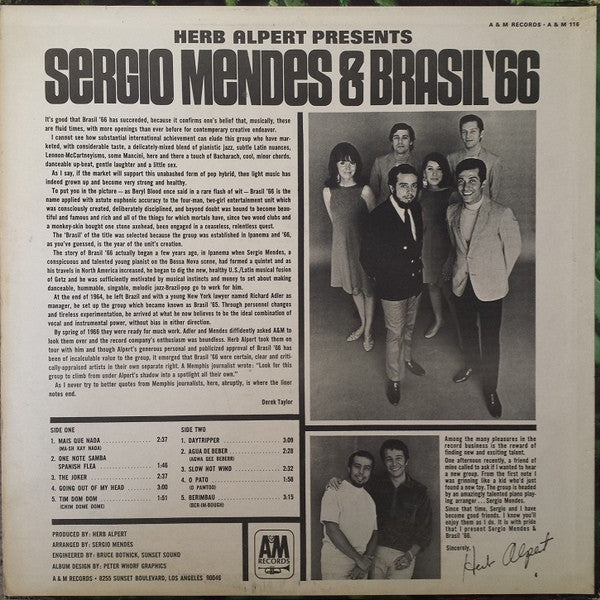 A & M RECORDS · A & M 116
HERB ALPERT PRESENTS
SERGIO MENDES & BRASIL '66
It's good that Brasil '66 has succeeded, because it confirms one's belief that, musically, these
are fluid times, with more openings than ever before for contemporary creative endeavor.
I cannot see how substantial international achievement can elude this group who have mar-
keted, with considerable taste, a delicately-mixed blend of pianistic jazz, subtle Latin nuances,
Lennon-McCartneyisms, some Mancini, here and there a touch of Bacharach, cool, minor chords,
danceable up-beat, gentle laughter and a little sex.
As I say, if the market will support this unabashed form of pop hybrid, then light music has
indeed grown up and become very strong and healthy.
To put you in the picture — as Beryl Blood once said in a rare flash of wit — Brasil '66 is the
name applied with astute euphonic accuracy to the four-man, two-girl entertainment unit which
was consciously created, deliberately disciplined, and beyond doubt was bound to become beau-
tiful and famous and rich and all of the things for which mortals have, since two wood clubs and
a monkey-skin bought one stone axehead, been engaged in a ceaseless, relentless quest.
The 'Brasil' of the title was selected because the group was established in Ipanema and '66,
as you've guessed, is the year of the unit's creation.
The story of Brasil '66 actually began a few years ago, in Ipanema when Sergio Mendes, a
conspicuous and talented young pianist on the Bossa Nova scene, had formed a quintet and as
his travels in North America increased, he began to dig the new, healthy U.S./Latin musical fusion
of Getz and he was sufficiently motivated by musical instincts and money to set about making
danceable, hummable, singable, melodic jazz-Brazil-pop go to work for him.
At the end of 1964, he left Brazil and with a young New York lawyer named Richard Adler as
manager, he set up the group which became known as Brasil '65. Through personnel changes
and tireless experimentation, he arrived at what he now believes to be the ideal combination of
vocal and instrumental power, without bias in either direction.
By spring of 1966 they were ready for much work. Adler and Mendes diffidently asked A&M to
look them over and the record company's enthusiasm was boundless. Herb Alpert took them on
tour with him and though Alpert's generous personal and publicized approval of Brasil '66 has
been of incalculable value to the group, it emerged that Brasil '66 were certain, clear and criti-
cally-appraised artists in their own separate right. A Memphis journalist wrote: "Look for this
group to climb from under Alpert's shadow into a spotlight all their own."
As I never try to better quotes from Memphis journalists, here, abruptly, is where the liner
notes end.
Derek Taylor
SIDE ONE
1. MAIS QUE NADA 2:37
(MA-SH KAY NADA)
2. ONE NOTE SAMBA
SPANISH FLEA 1:46
3. THE JOKER 2:37
4. GOING OUT OF MY HEAD 3:00
5. TIM DOM DOM 1:51
(CHIM DOME DOME)
SIDE TWO
1. DAYTRIPPER 3:09
2. AGUA DE BEBER 2:28
(AGWA GEE BEBERR)
3. SLOW HOT WIND 2:32
4. O PATO 1:58
(O PANTOO)
5. BERIMBAU 3:15
(BER-IM-BOUGH)
PRODUCED BY: HERB ALPERT
ARRANGED BY: SERGIO MENDES
ENGINEERED BY: BRUCE BOTNICK, SUNSET SOUND
ALBUM DESIGN BY: PETER WHORF GRAPHICS
A & M RECORDS · 8255 SUNSET BOULEVARD, LOS ANGELES 90046
A&M
RECORDS
Among the many pleasures in the
record business is the reward of
finding new and exciting talent.
One afternoon recently, a friend of
mine called to ask if I wanted to hear
a new group. From the first note I
was grinning like a kid who'd just
found a new toy. The group is headed
by an amazingly talented piano play-
ing arranger... Sergio Mendes.
Since that time, Sergio and I have
become good friends. I know you'll
enjoy them as I do. It is with pride
that I present Sergio Mendes &
Brasil '66.
Sincerely,
Herb Alpert